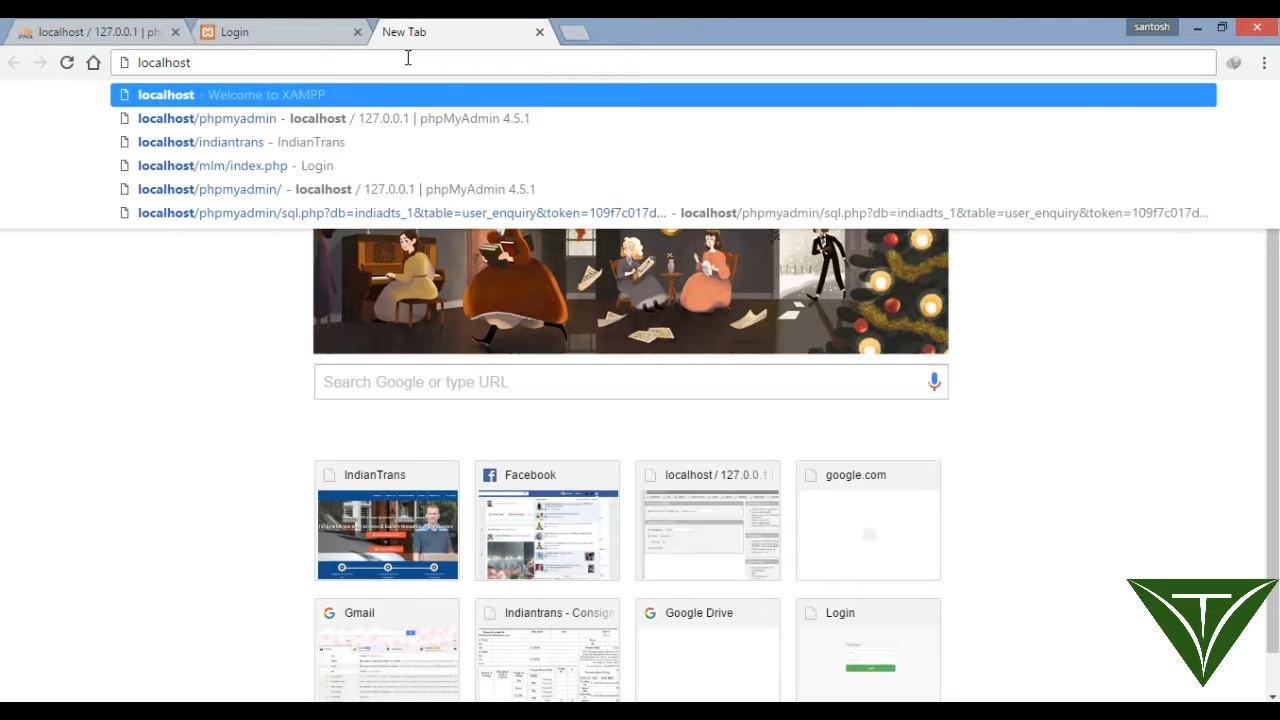 localhost / 127.0.0.1 | ph
Login
New Tab
santosh
localhost
localhost - Welcome to XAMPP
localhost/phpmyadmin - localhost / 127.0.0.1 | phpMyAdmin 4.5.1
localhost/indiantrans - IndianTrans
localhost/mlm/index.php - Login
localhost/phpmyadmin/ - localhost / 127.0.0.1 | phpMyAdmin 4.5.1
localhost/phpmyadmin/sql.php?db=indiadts_1&table=user_enquiry&token=109f7c017d... - localhost/phpmyadmin/sql.php?db=indiadts_1&table=user_enquiry&token=109f7c017d...
Search Google or type URL
IndianTrans
Facebook
localhost / 127.0.0.1 |
google.com
Gmail
Indiantrans - Consign
Google Drive
Login